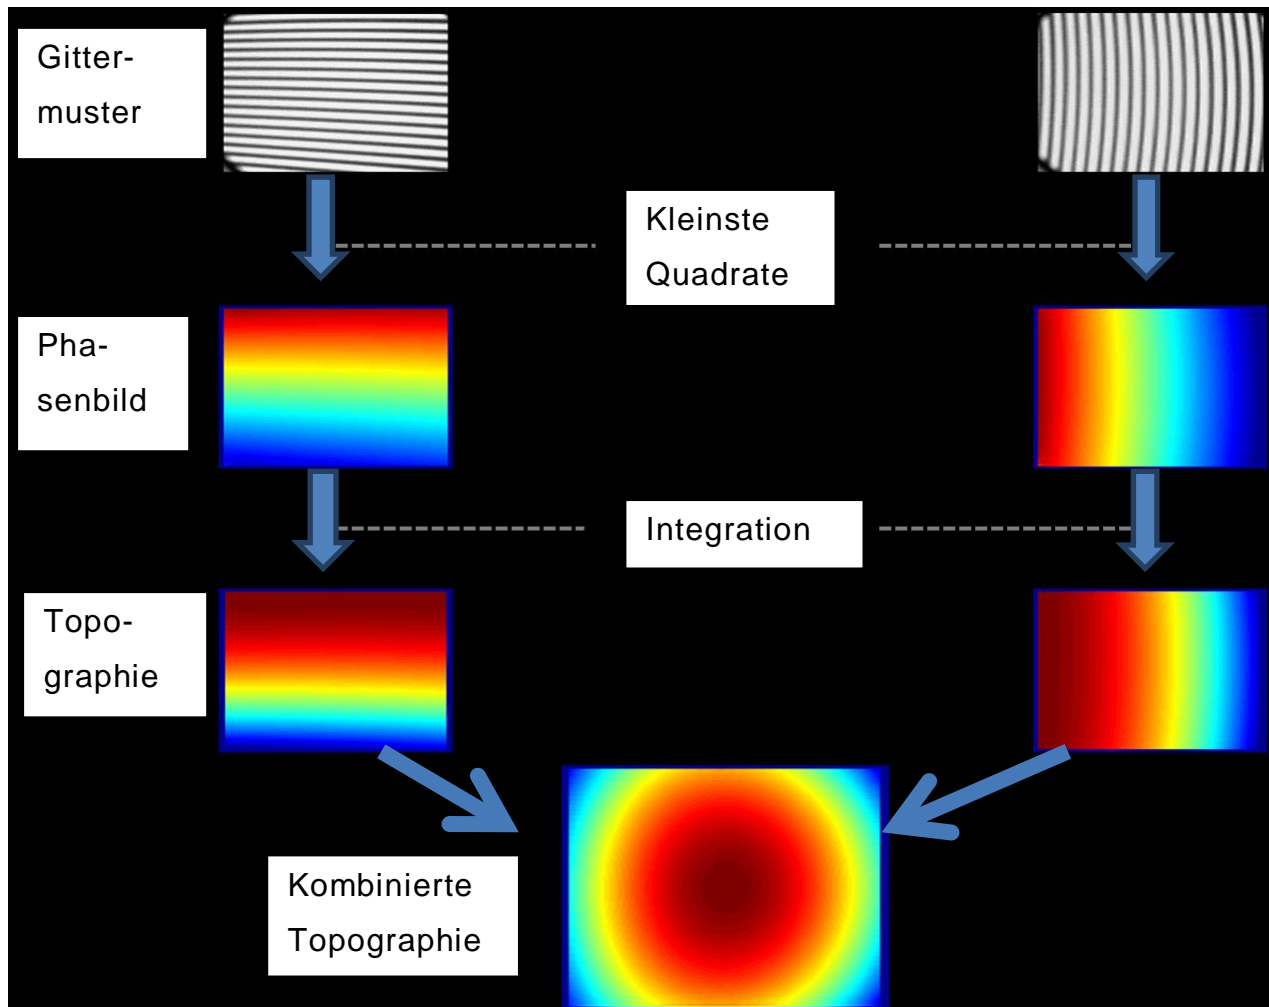 Gitter-
muster
Kleinste
Quadrate
Pha-
senbild
Integration
Topo-
graphie
Kombinierte
Topographie